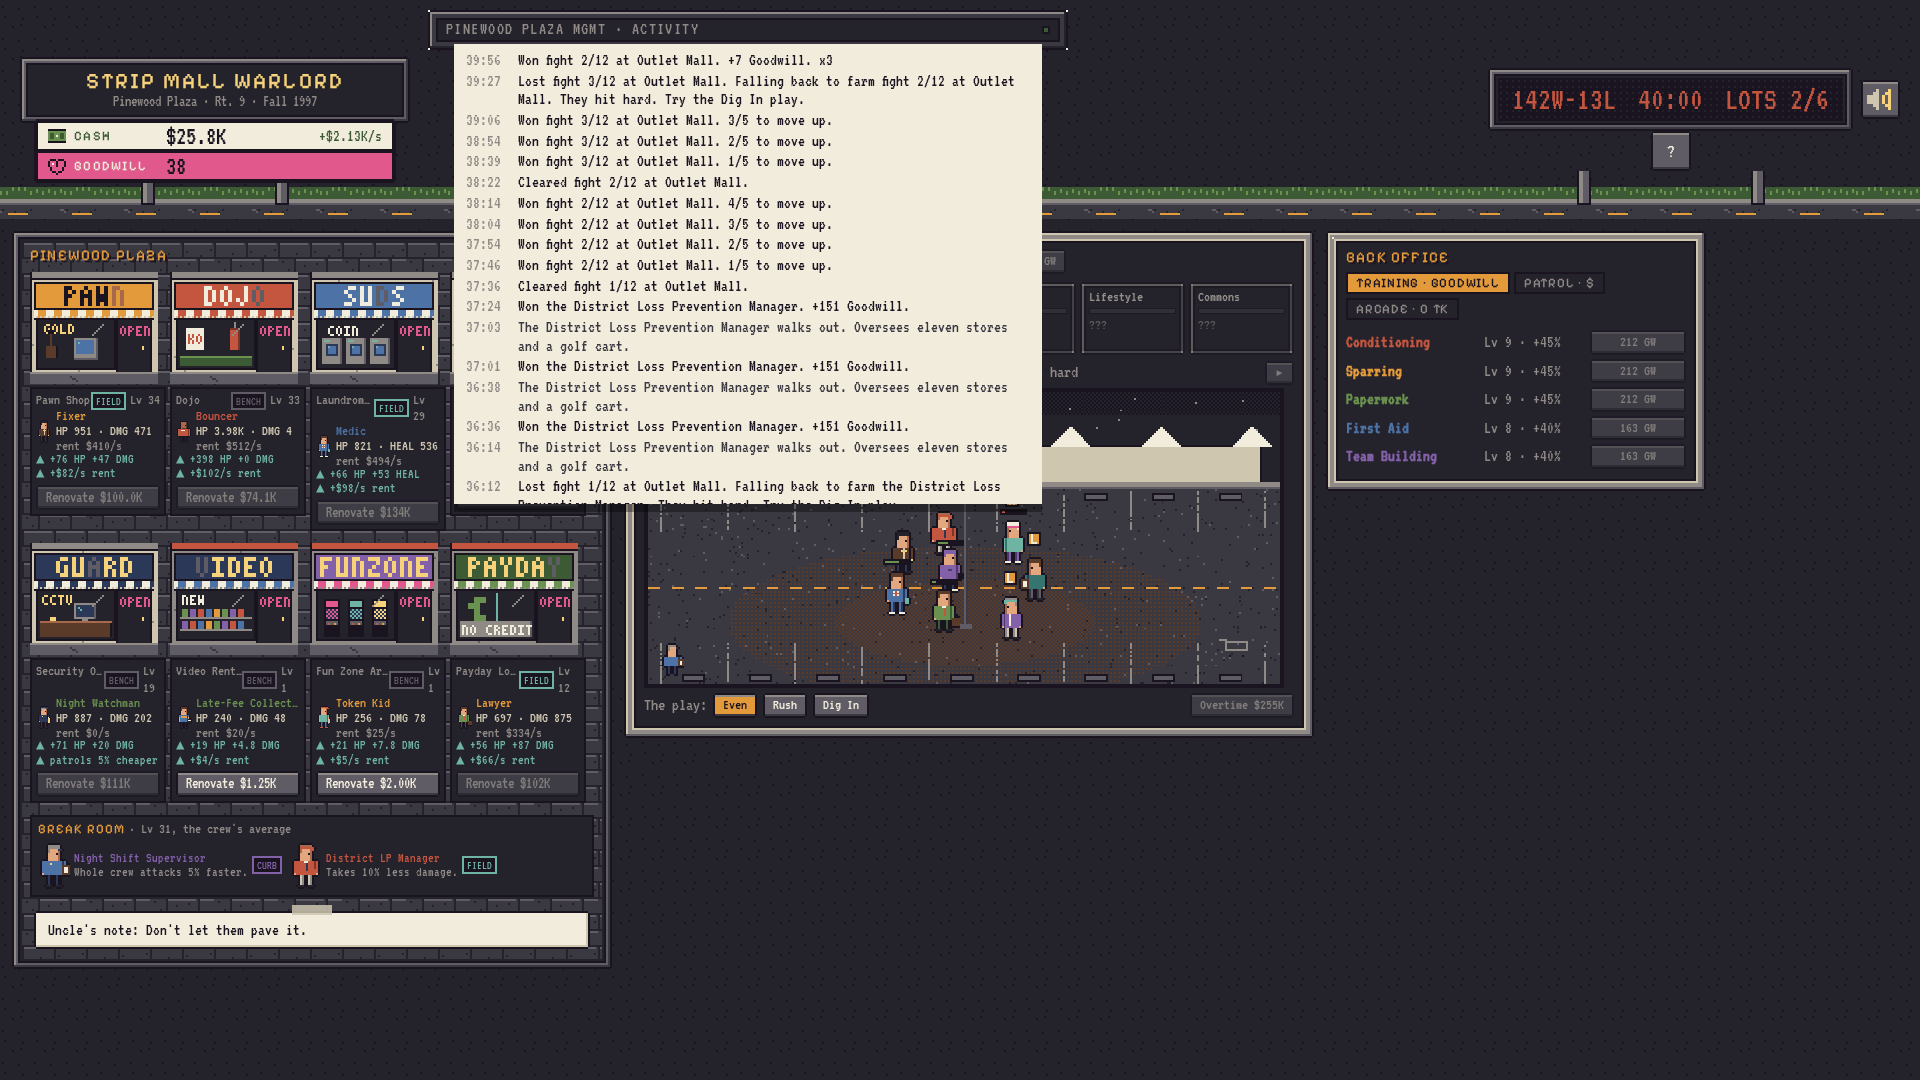 PINEWOOD PLAZA MGMT · ACTIVITY
39:56 Won fight 2/12 at Outlet Mall. +7 Goodwill. x3
39:27 Lost fight 3/12 at Outlet Mall. Falling back to farm fight 2/12 at Outlet
Mall. They hit hard. Try the Dig In play.
39:06 Won fight 3/12 at Outlet Mall. 3/5 to move up.
38:54 Won fight 3/12 at Outlet Mall. 2/5 to move up.
38:39 Won fight 3/12 at Outlet Mall. 1/5 to move up.
38:22 Cleared fight 2/12 at Outlet Mall.
38:14 Won fight 2/12 at Outlet Mall. 4/5 to move up.
38:04 Won fight 2/12 at Outlet Mall. 3/5 to move up.
37:54 Won fight 2/12 at Outlet Mall. 2/5 to move up.
37:46 Won fight 2/12 at Outlet Mall. 1/5 to move up.
37:36 Cleared fight 1/12 at Outlet Mall.
37:24 Won the District Loss Prevention Manager. +151 Goodwill.
37:03 The District Loss Prevention Manager walks out. Oversees eleven stores
and a golf cart.
37:01 Won the District Loss Prevention Manager. +151 Goodwill.
36:38 The District Loss Prevention Manager walks out. Oversees eleven stores
and a golf cart.
36:36 Won the District Loss Prevention Manager. +151 Goodwill.
36:14 The District Loss Prevention Manager walks out. Oversees eleven stores
and a golf cart.
36:12 Lost fight 1/12 at Outlet Mall. Falling back to farm the District Loss
Prevention Manager. They hit hard. Try the Dig In play.
STRIP MALL WARLORD
Pinewood Plaza · Rt. 9 · Fall 1997
CASH $25.8K +$2.13K/s
GOODWILL 38
142W-13L 40:00 LOTS 2/6
?
PINEWOOD PLAZA
PAWN DOJO SUDS
GOLD OPEN KO OPEN COIN OPEN
Pawn Shop FIELD Lv 34
Fixer
HP 951 · DMG 471
rent $410/s
▲ +76 HP +47 DMG
▲ +$82/s rent
Renovate $100.0K
Dojo BENCH Lv 33
Bouncer
HP 3.98K · DMG 4
rent $512/s
▲ +398 HP +0 DMG
▲ +$102/s rent
Renovate $74.1K
Laundrom… FIELD Lv 29
Medic
HP 821 · HEAL 536
rent $494/s
▲ +66 HP +53 HEAL
▲ +$98/s rent
Renovate $134K
GUARD VIDEO FUNZONE PAYDAY
CCTV OPEN NEW OPEN OPEN NO CREDIT OPEN
Security O… BENCH Lv 19
Night Watchman
HP 887 · DMG 202
rent $0/s
▲ +71 HP +20 DMG
▲ patrols 5% cheaper
Renovate $111K
Video Rent… BENCH Lv 1
Late-Fee Collect…
HP 240 · DMG 48
rent $20/s
▲ +19 HP +4.8 DMG
▲ +$4/s rent
Renovate $1.25K
Fun Zone Ar… BENCH Lv 1
Token Kid
HP 256 · DMG 78
rent $25/s
▲ +21 HP +7.8 DMG
▲ +$5/s rent
Renovate $2.00K
Payday Lo… FIELD Lv 12
Lawyer
HP 697 · DMG 875
rent $334/s
▲ +56 HP +87 DMG
▲ +$66/s rent
Renovate $102K
BREAK ROOM · Lv 31, the crew's average
Night Shift Supervisor
Whole crew attacks 5% faster. CURB
District LP Manager
Takes 10% less damage. FIELD
Uncle's note: Don't let them pave it.
GW
Lifestyle
???
Commons
???
hard
The play: Even Rush Dig In Overtime $255K
BACK OFFICE
TRAINING · GOODWILL PATROL · $
ARCADE · 0 TK
Conditioning Lv 9 · +45% 212 GW
Sparring Lv 9 · +45% 212 GW
Paperwork Lv 9 · +45% 212 GW
First Aid Lv 8 · +40% 163 GW
Team Building Lv 8 · +40% 163 GW